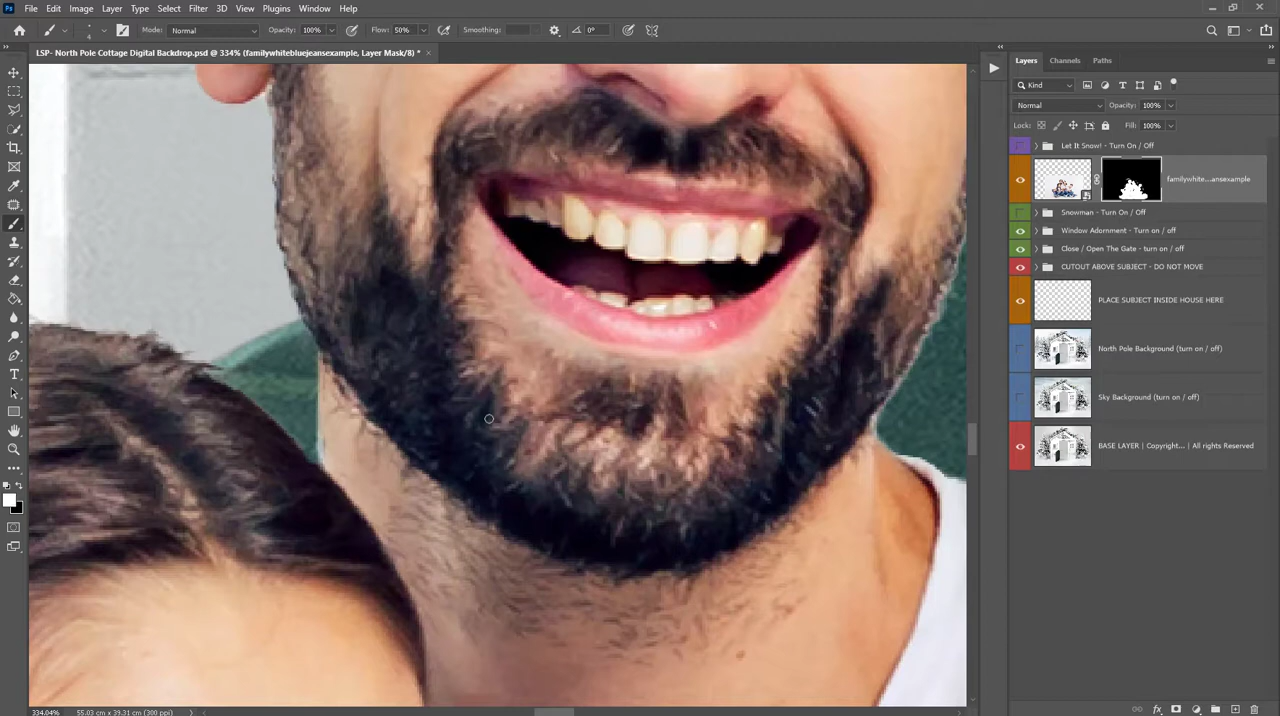 Ps File Edit Image Layer Type Select Filter 3D View Plugins Window Help
4 Mode: Normal Opacity: 100% Flow: 50% Smoothing: 0°
LSP- North Pole Cottage Digital Backdrop.psd @ 334% (familywhitebluejeansexample, Layer Mask/8) * ×
Layers Channels Paths
Kind
Normal Opacity: 100%
Lock: Fill: 100%
Let It Snow! - Turn On / Off
familywhite...ansexample
Snowman - Turn On / Off
Window Adornment - Turn on / off
Close / Open The Gate - turn on / off
CUTOUT ABOVE SUBJECT - DO NOT MOVE
PLACE SUBJECT INSIDE HOUSE HERE
North Pole Background (turn on / off)
Sky Background (turn on / off)
BASE LAYER | Copyright... | All rights Reserved
334.04% 55.03 cm x 39.31 cm (300 ppi)